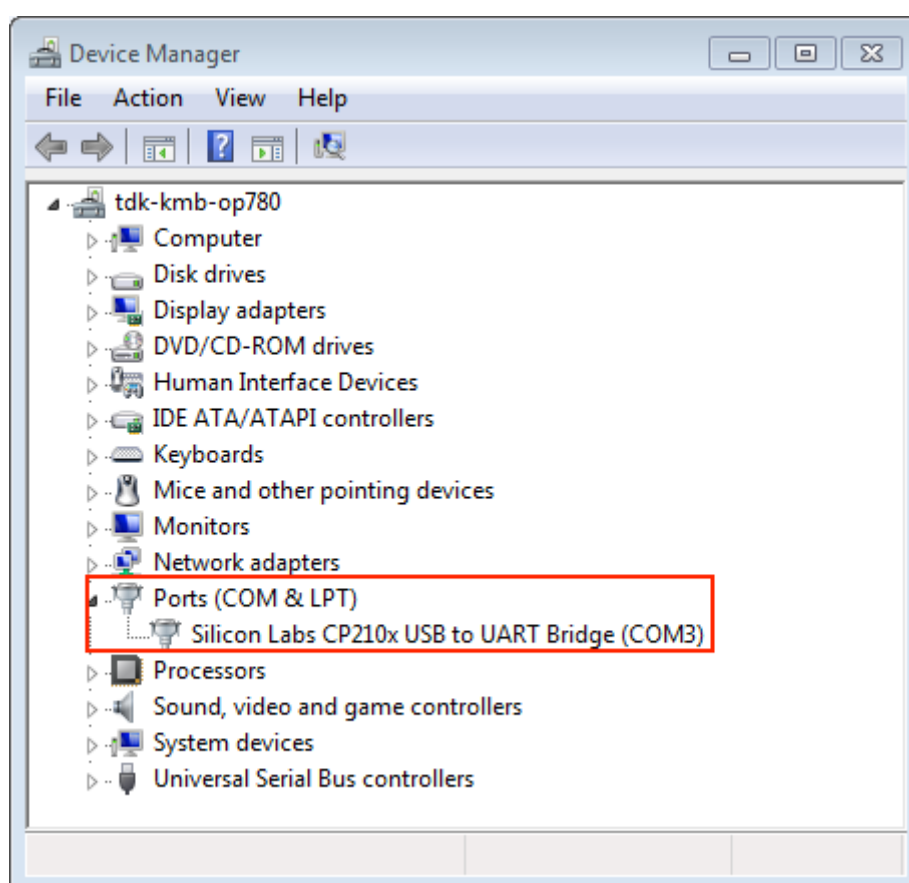 Device Manager
File Action View Help
tdk-kmb-op780
Computer
Disk drives
Display adapters
DVD/CD-ROM drives
Human Interface Devices
IDE ATA/ATAPI controllers
Keyboards
Mice and other pointing devices
Monitors
Network adapters
Ports (COM & LPT)
Silicon Labs CP210x USB to UART Bridge (COM3)
Processors
Sound, video and game controllers
System devices
Universal Serial Bus controllers